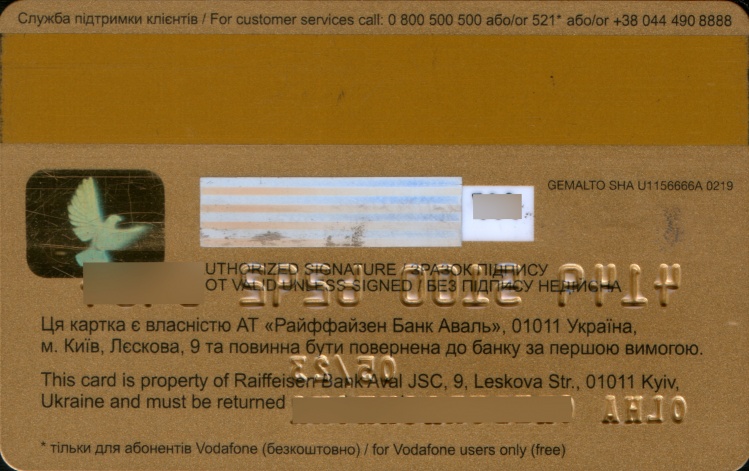 Служба підтримки клієнтів / For customer services call: 0 800 500 500 або/or 521* або/or +38 044 490 8888
GEMALTO SHA U1156666A 0219
UTHORIZED SIGNATURE / ЗРАЗОК ПІДПИСУ
OT VALID UNLESS SIGNED / БЕЗ ПІДПИСУ НЕДІЙСНА
Ця картка є власністю АТ «Райффайзен Банк Аваль», 01011 Україна,
м. Київ, Лєскова, 9 та повинна бути повернена до банку за першою вимогою.
05/23
This card is property of Raiffeisen Bank Aval JSC, 9, Leskova Str., 01011 Kyiv,
Ukraine and must be returned
OLHA
* тільки для абонентів Vodafone (безкоштовно) / for Vodafone users only (free)